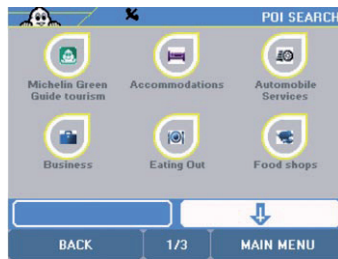 POI SEARCH
Michelin Green
Guide tourism
Accommodations
Automobile
Services
Business
Eating Out
Food shops
BACK
1/3
MAIN MENU